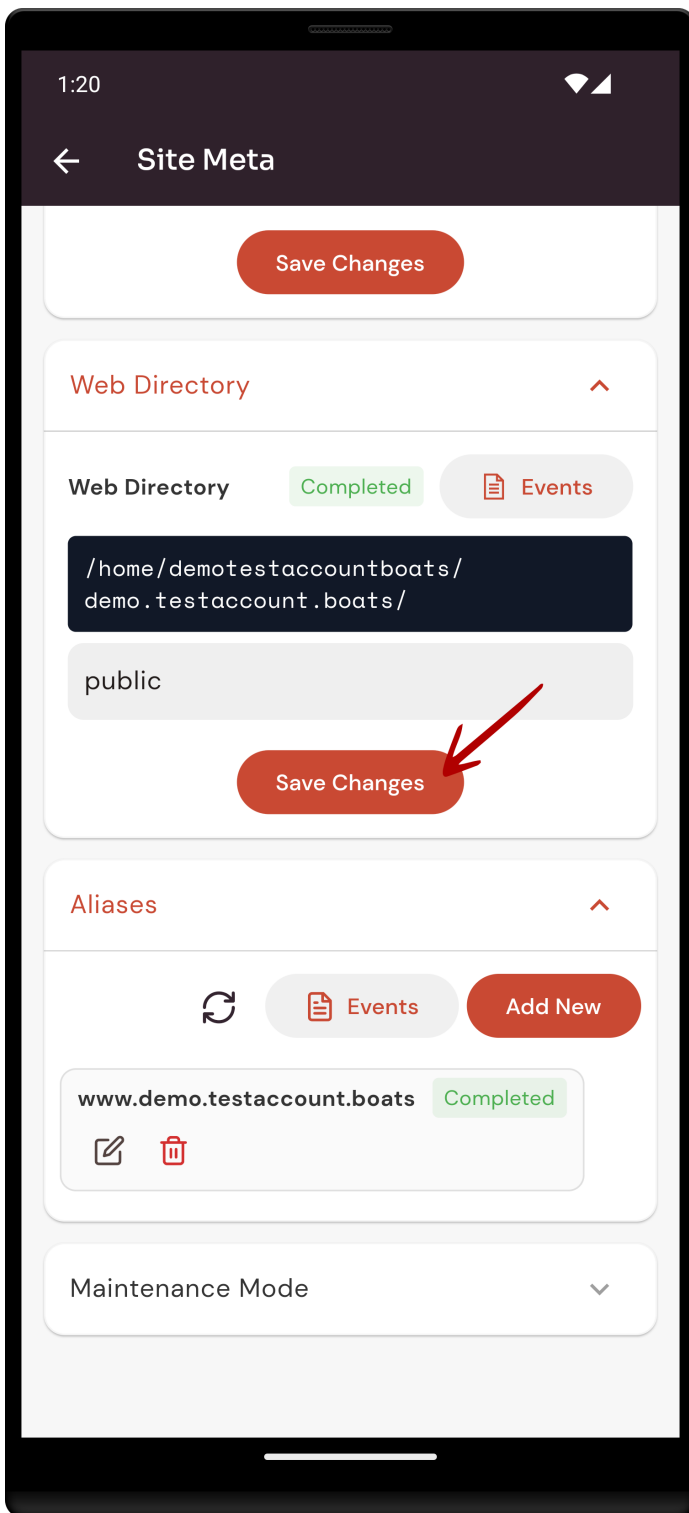 1:20
Site Meta
Save Changes
Web Directory
Web Directory Completed Events
/home/demotestaccountboats/
demo.testaccount.boats/
public
Save Changes
Aliases
Events Add New
www.demo.testaccount.boats Completed
Maintenance Mode